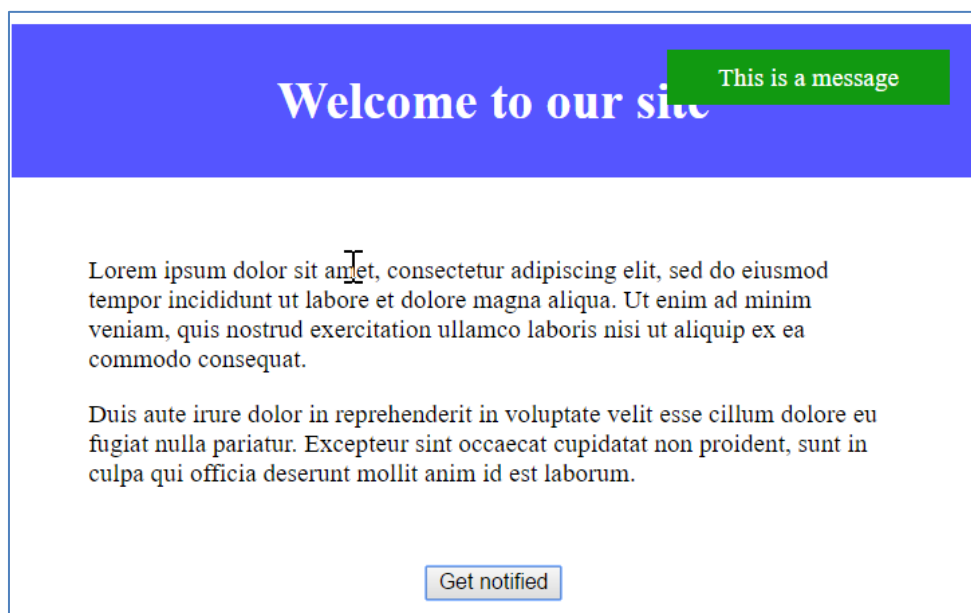 Welcome to our site
This is a message
Lorem ipsum dolor sit amet, consectetur adipiscing elit, sed do eiusmod
tempor incididunt ut labore et dolore magna aliqua. Ut enim ad minim
veniam, quis nostrud exercitation ullamco laboris nisi ut aliquip ex ea
commodo consequat.
Duis aute irure dolor in reprehenderit in voluptate velit esse cillum dolore eu
fugiat nulla pariatur. Excepteur sint occaecat cupidatat non proident, sunt in
culpa qui officia deserunt mollit anim id est laborum.
Get notified